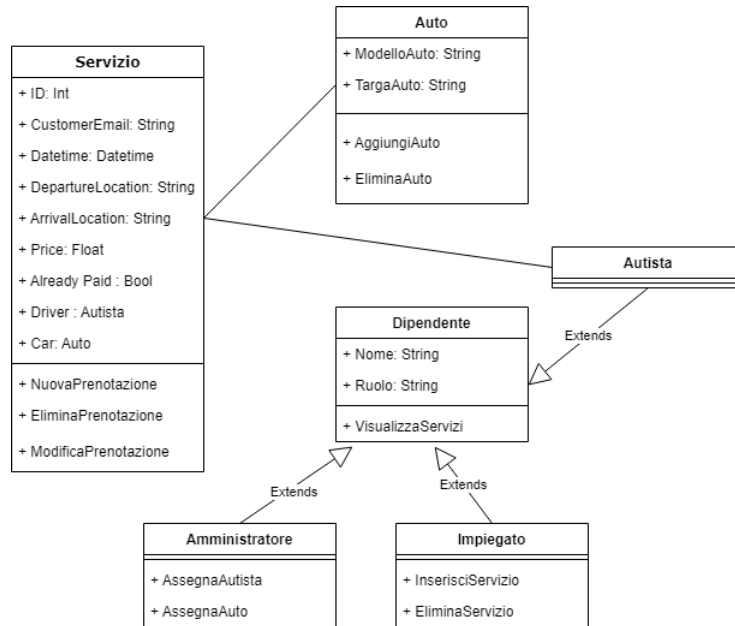 Servizio
+ ID: Int
+ CustomerEmail: String
+ Datetime: Datetime
+ DepartureLocation: String
+ ArrivalLocation: String
+ Price: Float
+ Already Paid : Bool
+ Driver : Autista
+ Car: Auto
+ NuovaPrenotazione
+ EliminaPrenotazione
+ ModificaPrenotazione
Auto
+ ModelloAuto: String
+ TargaAuto: String
+ AggiungiAuto
+ EliminaAuto
Autista
Extends
Dipendente
+ Nome: String
+ Ruolo: String
+ VisualizzaServizi
Extends
Extends
Amministratore
+ AssegnaAutista
+ AssegnaAuto
Impiegato
+ InserisciServizio
+ EliminaServizio